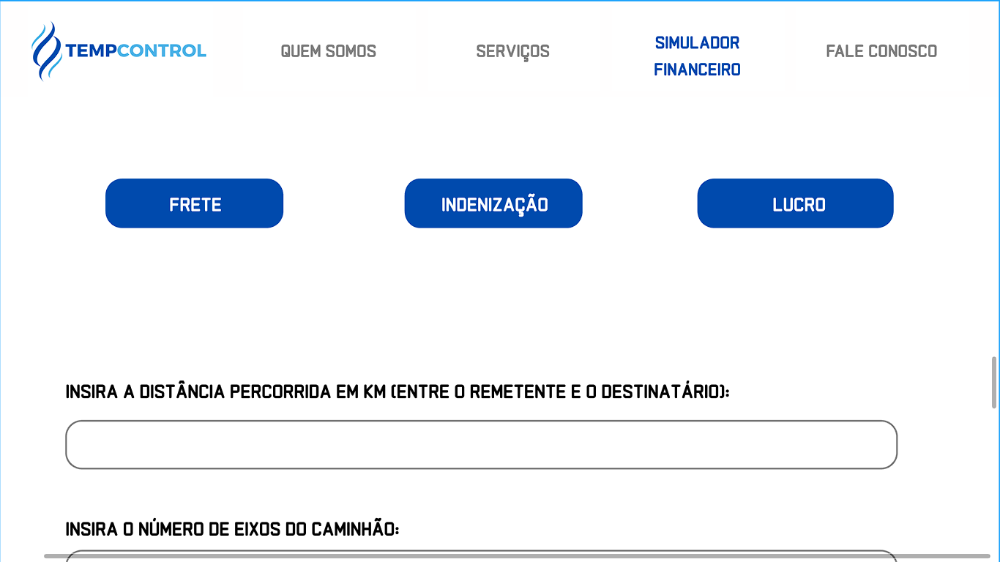 TEMPCONTROL
QUEM SOMOS
SERVIÇOS
SIMULADOR
FINANCEIRO
FALE CONOSCO
FRETE
INDENIZAÇÃO
LUCRO
INSIRA A DISTÂNCIA PERCORRIDA EM KM (ENTRE O REMETENTE E O DESTINATÁRIO):
INSIRA O NÚMERO DE EIXOS DO CAMINHÃO: